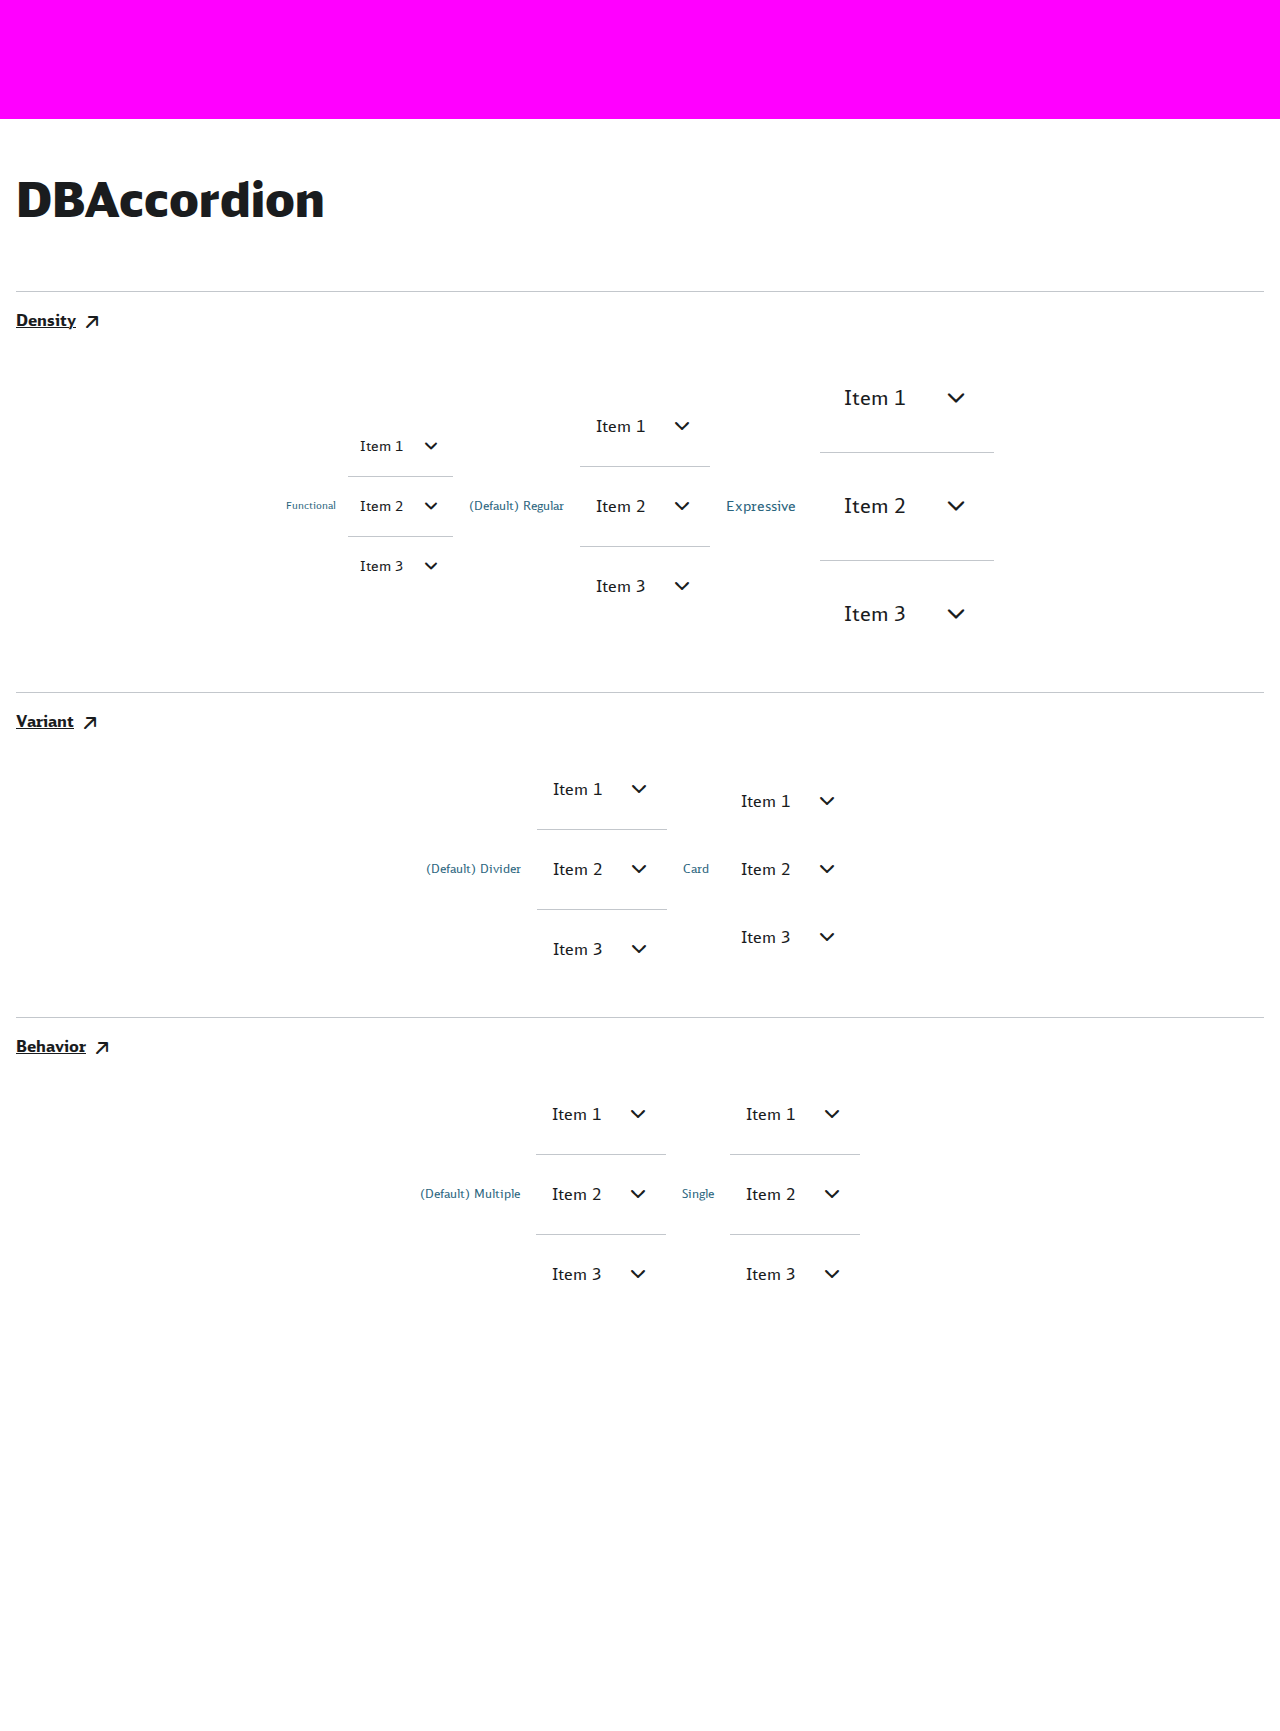 DBAccordion
Density
Functional
Item 1
Item 2
Item 3
(Default) Regular
Item 1
Item 2
Item 3
Expressive
Item 1
Item 2
Item 3
Variant
(Default) Divider
Item 1
Item 2
Item 3
Card
Item 1
Item 2
Item 3
Behavior
(Default) Multiple
Item 1
Item 2
Item 3
Single
Item 1
Item 2
Item 3